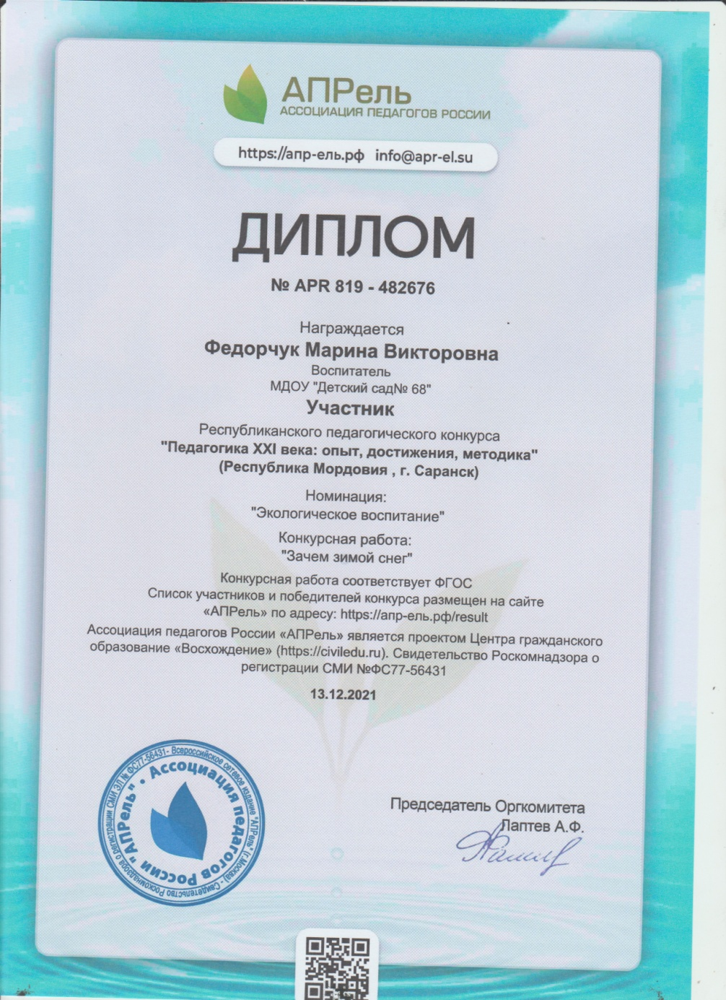 АПРель
АССОЦИАЦИЯ ПЕДАГОГОВ РОССИИ
https://апр-ель.рф info@apr-el.su
ДИПЛОМ
№ APR 819 - 482676
Награждается
Федорчук Марина Викторовна
Воспитатель
МДОУ "Детский сад№ 68"
Участник
Республиканского педагогического конкурса
"Педагогика XXI века: опыт, достижения, методика"
(Республика Мордовия , г. Саранск)
Номинация:
"Экологическое воспитание"
Конкурсная работа:
"Зачем зимой снег"
Конкурсная работа соответствует ФГОС
Список участников и победителей конкурса размещен на сайте
«АПРель» по адресу: https://апр-ель.рф/result
Ассоциация педагогов России «АПРель» является проектом Центра гражданского
образование «Восхождение» (https://civiledu.ru). Свидетельство Роскомнадзора о
регистрации СМИ №ФС77-56431
13.12.2021
Всероссийское сетевое издание "АПРель" (г.Москва) - Свидетельство Роскомнадзора о регистрации СМИ ЭЛ № ФС77-56431-
Ассоциация педагогов России "АПРель" •
Председатель Оргкомитета
Лаптев А.Ф.